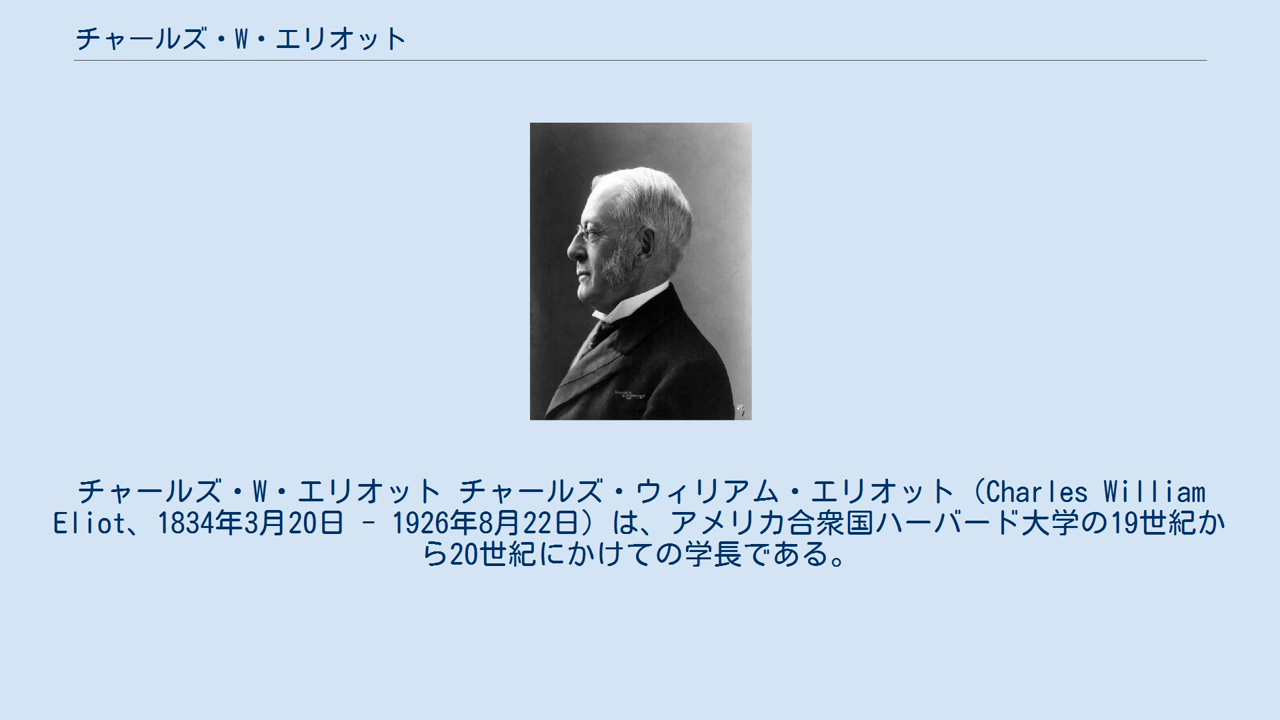 チャールズ・W・エリオット
チャールズ・W・エリオット チャールズ・ウィリアム・エリオット（Charles William
Eliot、1834年3月20日 - 1926年8月22日）は、アメリカ合衆国ハーバード大学の19世紀か
ら20世紀にかけての学長である。